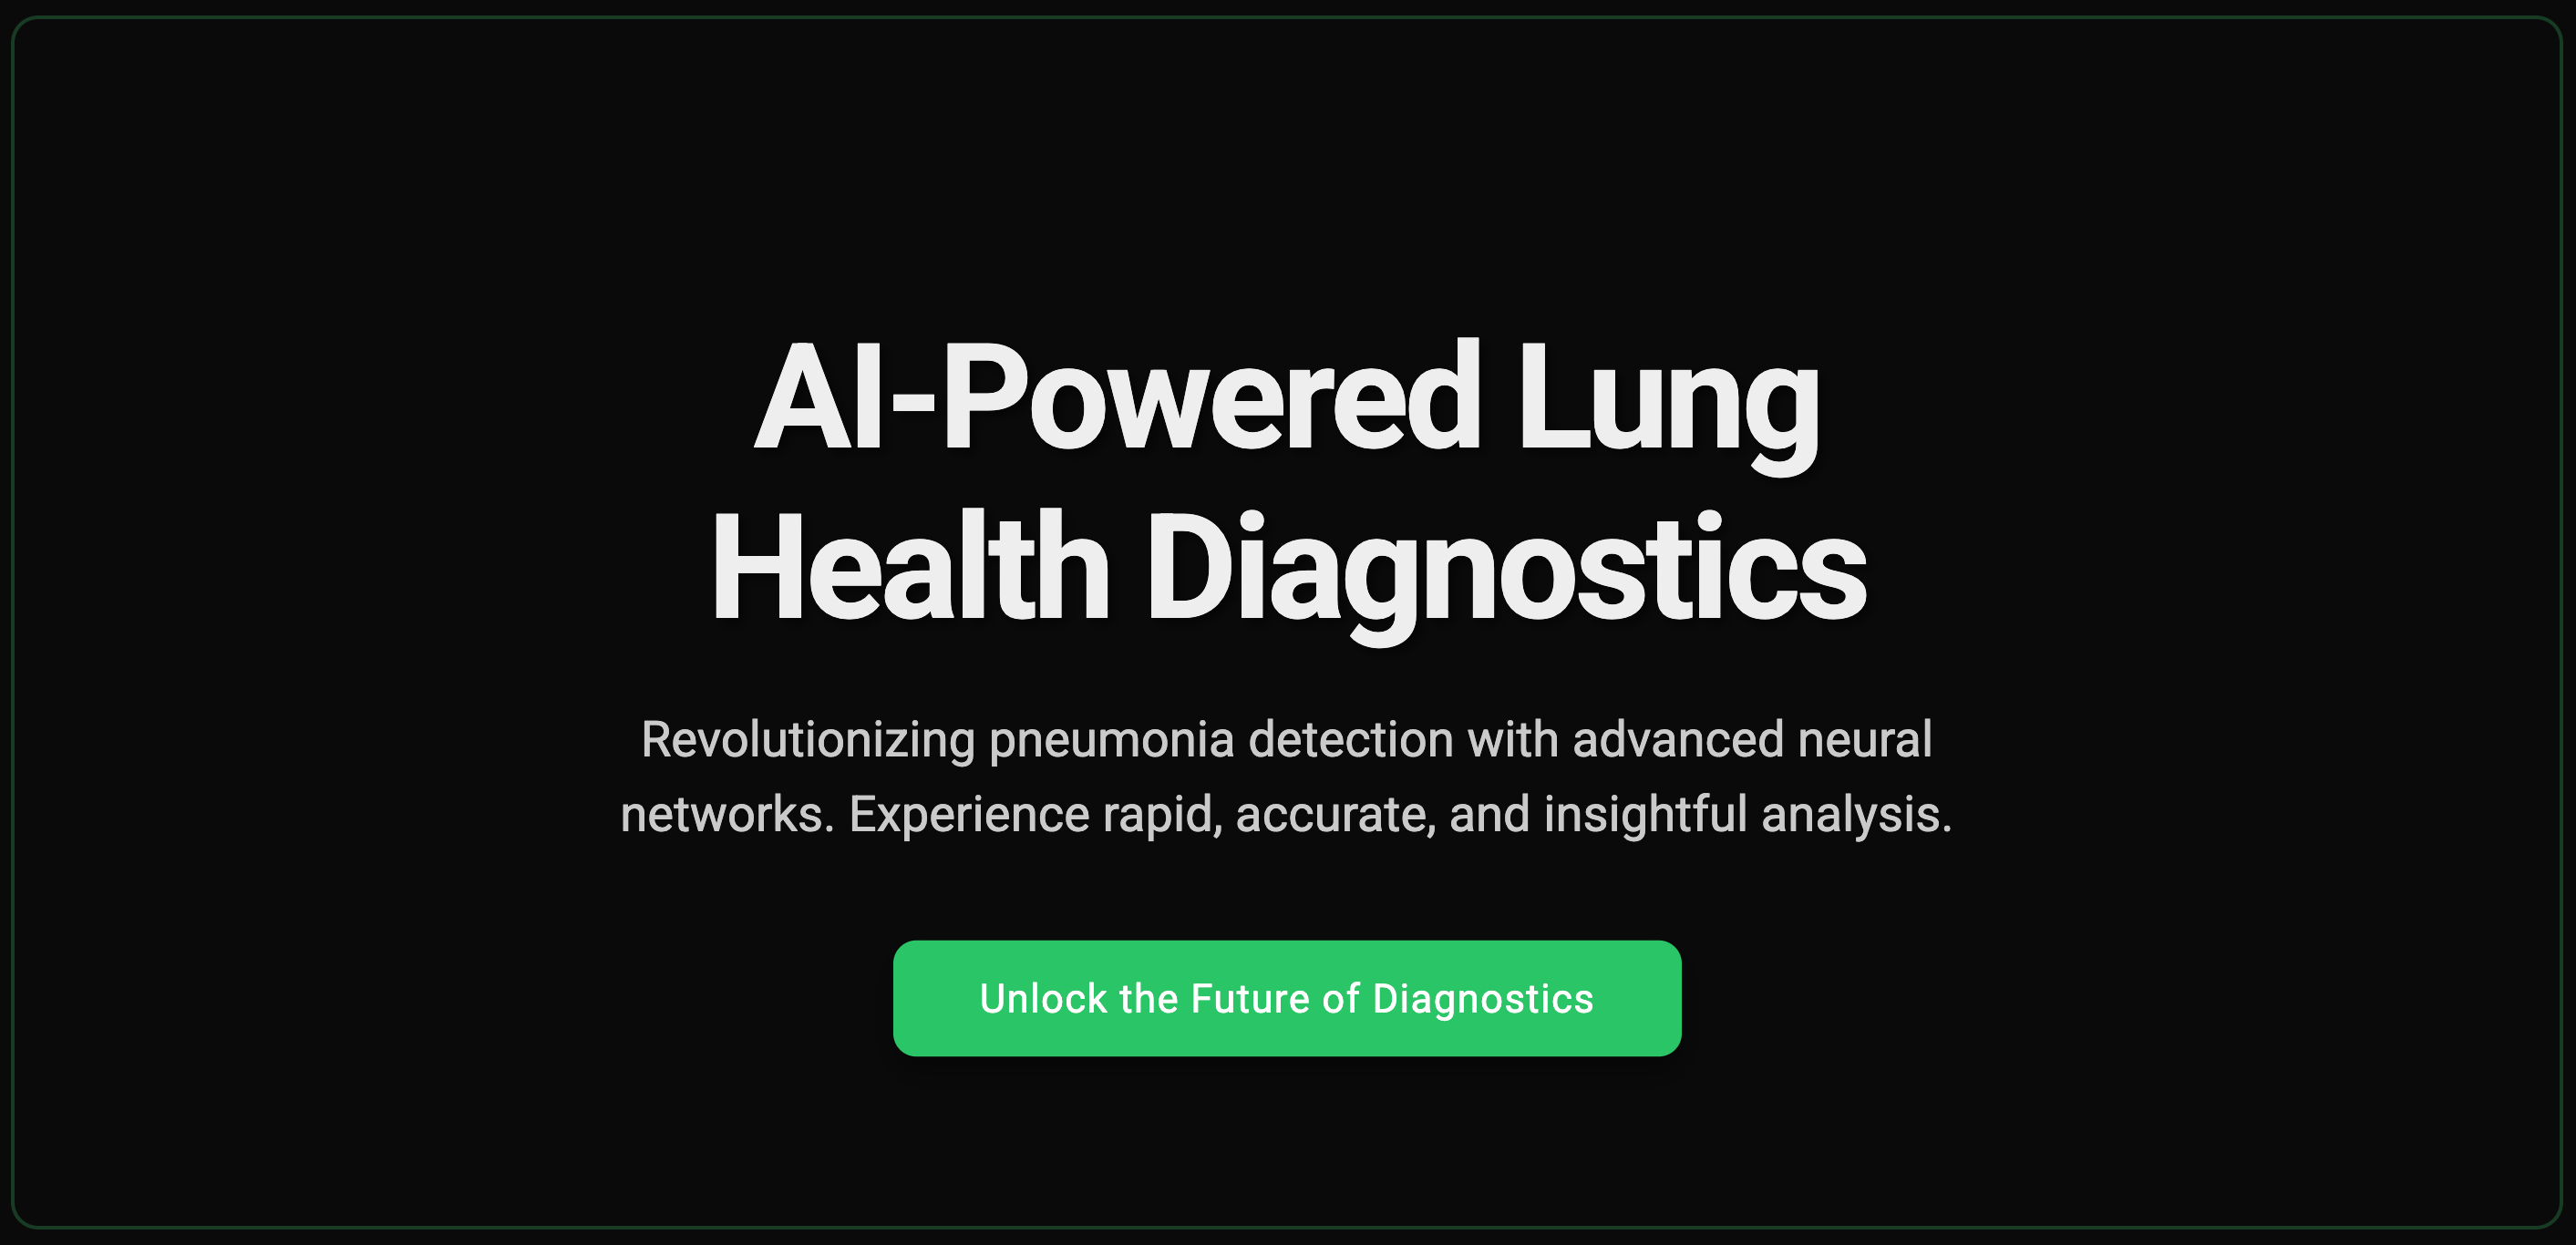 AI-Powered Lung
Health Diagnostics
Revolutionizing pneumonia detection with advanced neural
networks. Experience rapid, accurate, and insightful analysis.
Unlock the Future of Diagnostics